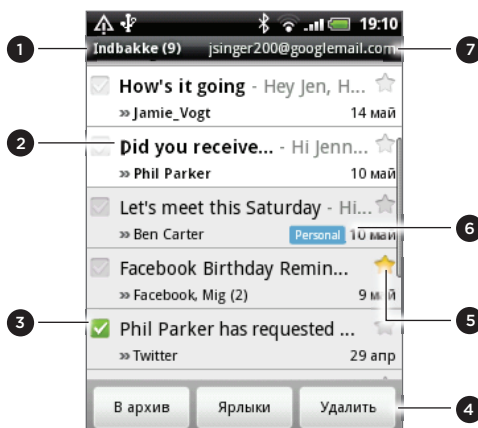 19:10
1 Indbakke (9) jsinger200@googlemail.com 7
How's it going - Hey Jen, H...
» Jamie_Vogt 14 май
2 Did you receive... - Hi Jenn...
» Phil Parker 10 май
Let's meet this Saturday - Hi...
» Ben Carter Personal 10 май 6
Facebook Birthday Remin...
» Facebook, Mig (2) 9 май 5
3 Phil Parker has requested ...
» Twitter 29 апр
В архив Ярлыки Удалить 4